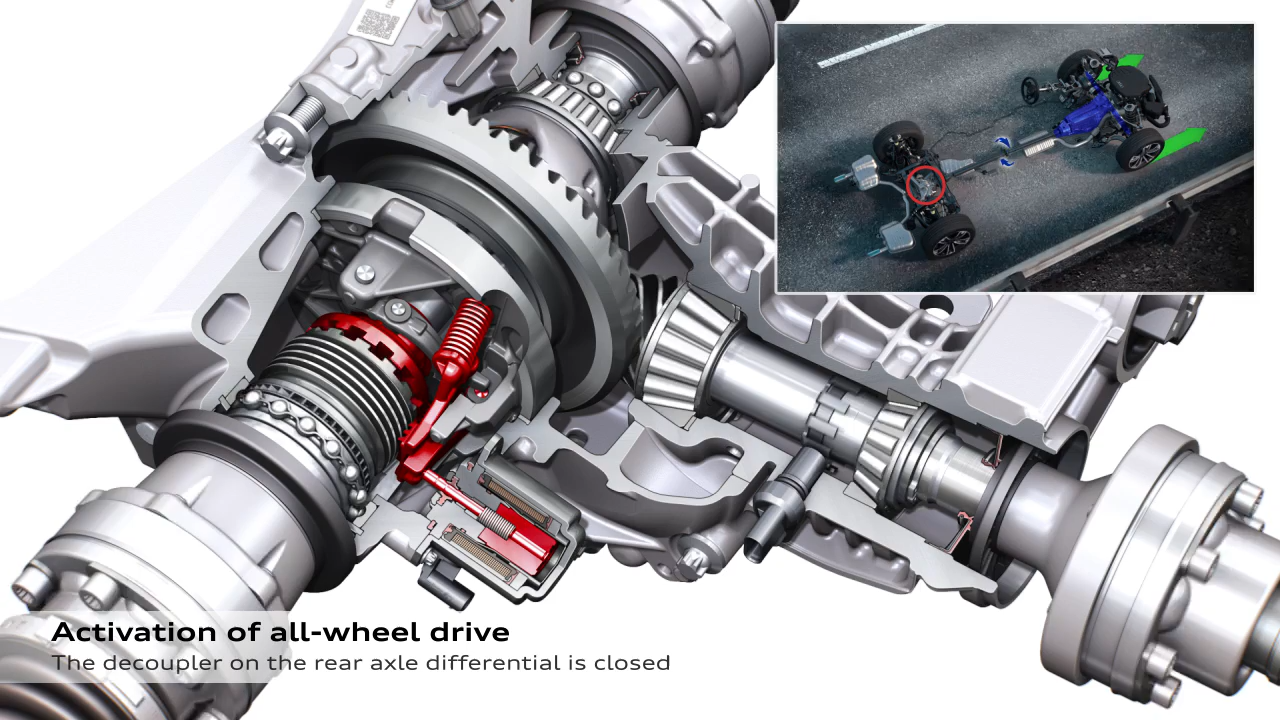 Activation of all-wheel drive
The decoupler on the rear axle differential is closed